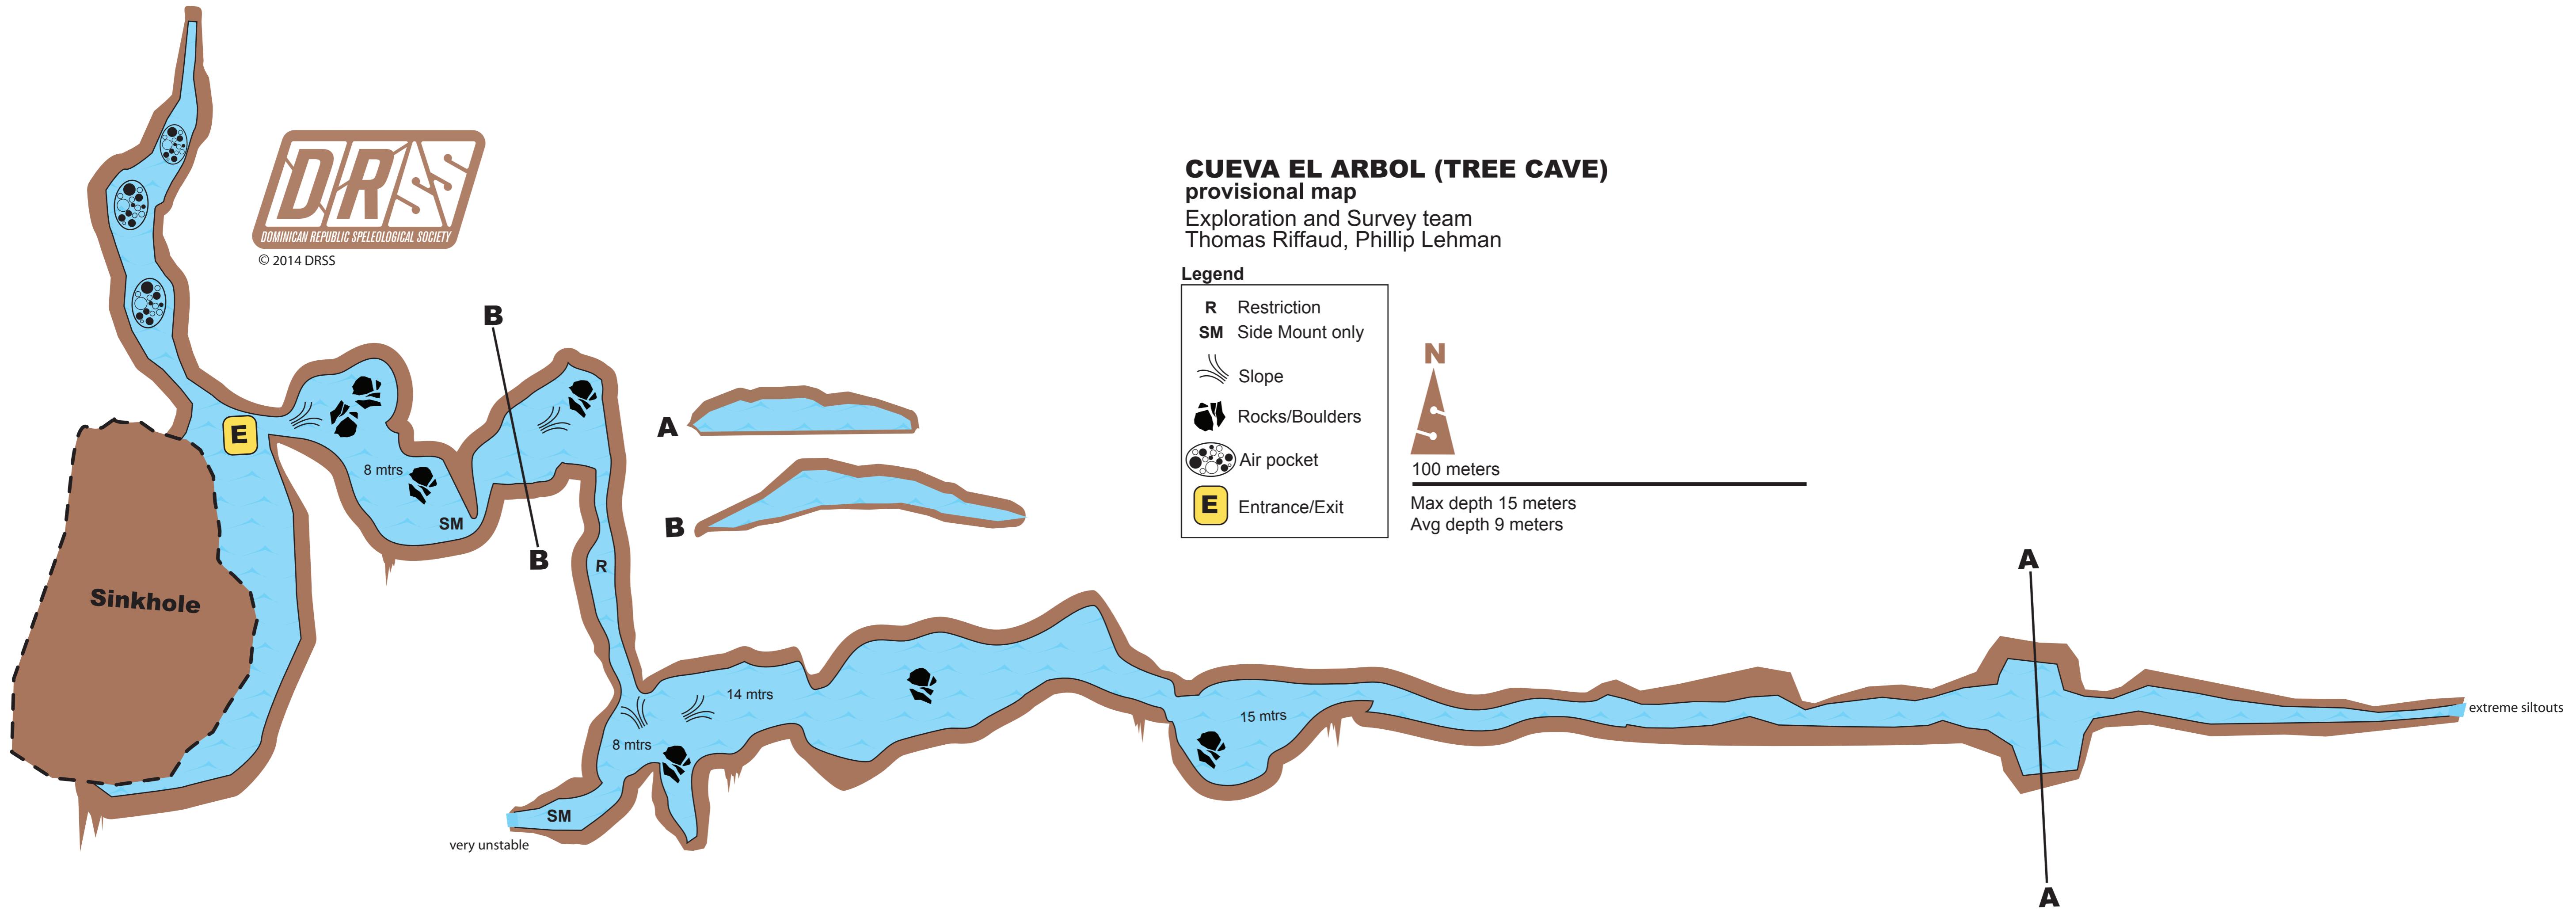 DRSS
DOMINICAN REPUBLIC SPELEOLOGICAL SOCIETY
© 2014 DRSS
CUEVA EL ARBOL (TREE CAVE)
provisional map
Exploration and Survey team
Thomas Riffaud, Phillip Lehman
Legend
R Restriction
SM Side Mount only
Slope
Rocks/Boulders
Air pocket
E Entrance/Exit
N
100 meters
Max depth 15 meters
Avg depth 9 meters
E
8 mtrs
SM
B
B
A
B
R
Sinkhole
14 mtrs
8 mtrs
SM
very unstable
15 mtrs
A
A
extreme siltouts